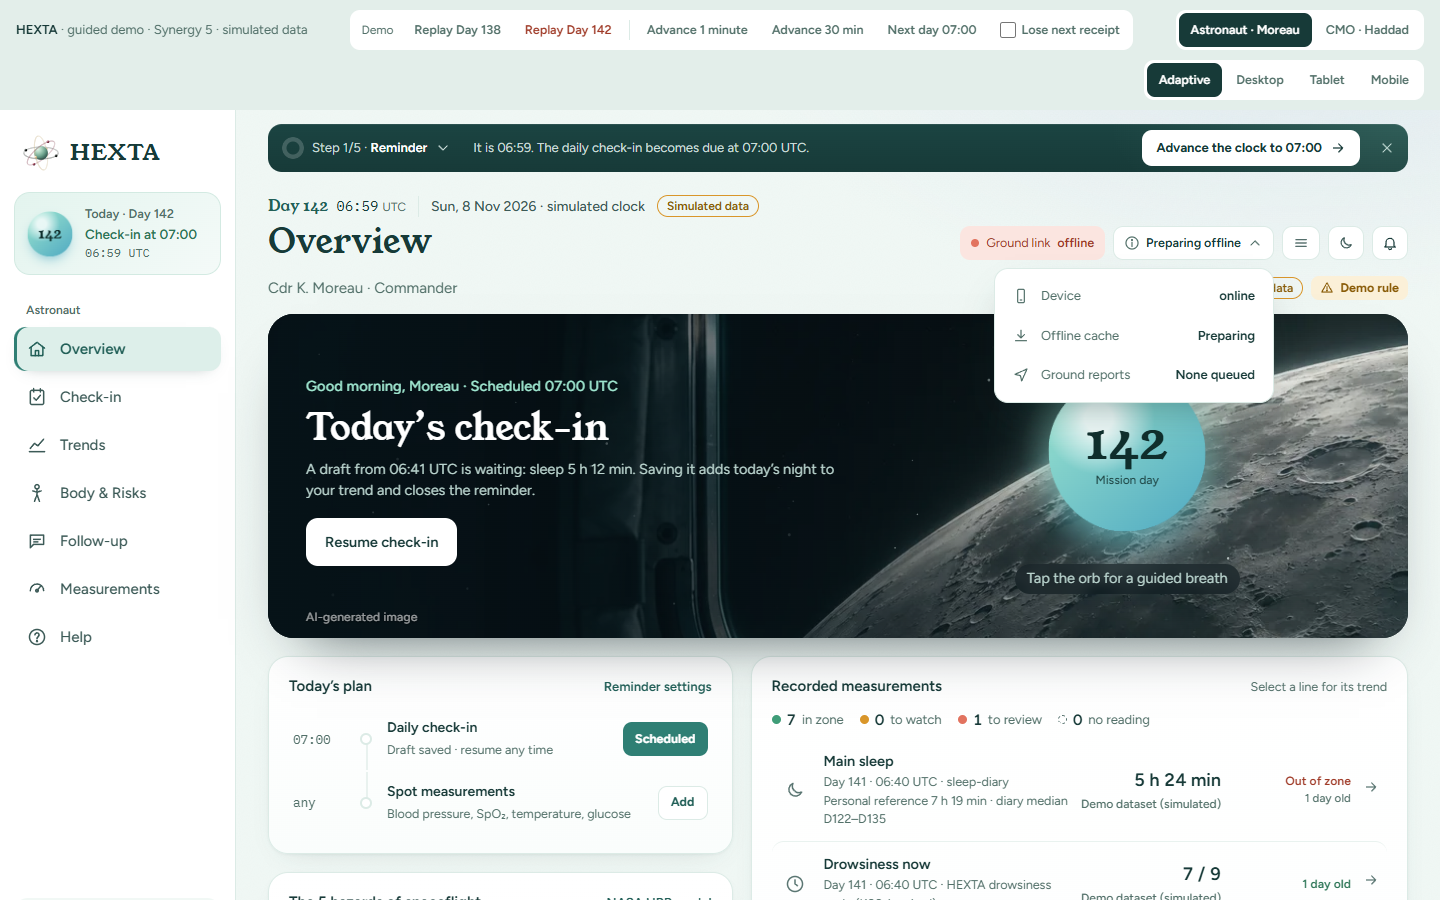 HEXTA · guided demo · Synergy 5 · simulated data
Demo
Replay Day 138
Replay Day 142
Advance 1 minute
Advance 30 min
Next day 07:00
Lose next receipt
Astronaut · Moreau
CMO · Haddad
Adaptive
Desktop
Tablet
Mobile
HEXTA
142
Today · Day 142
Check-in at 07:00
06:59 UTC
Astronaut
Overview
Check-in
Trends
Body & Risks
Follow-up
Measurements
Help
Step 1/5 · Reminder
It is 06:59. The daily check-in becomes due at 07:00 UTC.
Advance the clock to 07:00
Day 142 06:59 UTC
Sun, 8 Nov 2026 · simulated clock
Simulated data
Overview
Ground link offline
Preparing offline
Cdr K. Moreau · Commander
Demo rule
Device online
Offline cache Preparing
Ground reports None queued
Good morning, Moreau · Scheduled 07:00 UTC
Today’s check-in
A draft from 06:41 UTC is waiting: sleep 5 h 12 min. Saving it adds today’s night to
your trend and closes the reminder.
Resume check-in
AI-generated image
142
Mission day
Tap the orb for a guided breath
Today’s plan
Reminder settings
07:00
Daily check-in
Draft saved · resume any time
Scheduled
any
Spot measurements
Blood pressure, SpO₂, temperature, glucose
Add
Recorded measurements
Select a line for its trend
7 in zone
0 to watch
1 to review
0 no reading
Main sleep
Day 141 · 06:40 UTC · sleep-diary
Personal reference 7 h 19 min · diary median
D122–D135
5 h 24 min
Demo dataset (simulated)
Out of zone
1 day old
Drowsiness now
Day 141 · 06:40 UTC · HEXTA drowsiness
7 / 9
Demo dataset (simulated)
1 day old